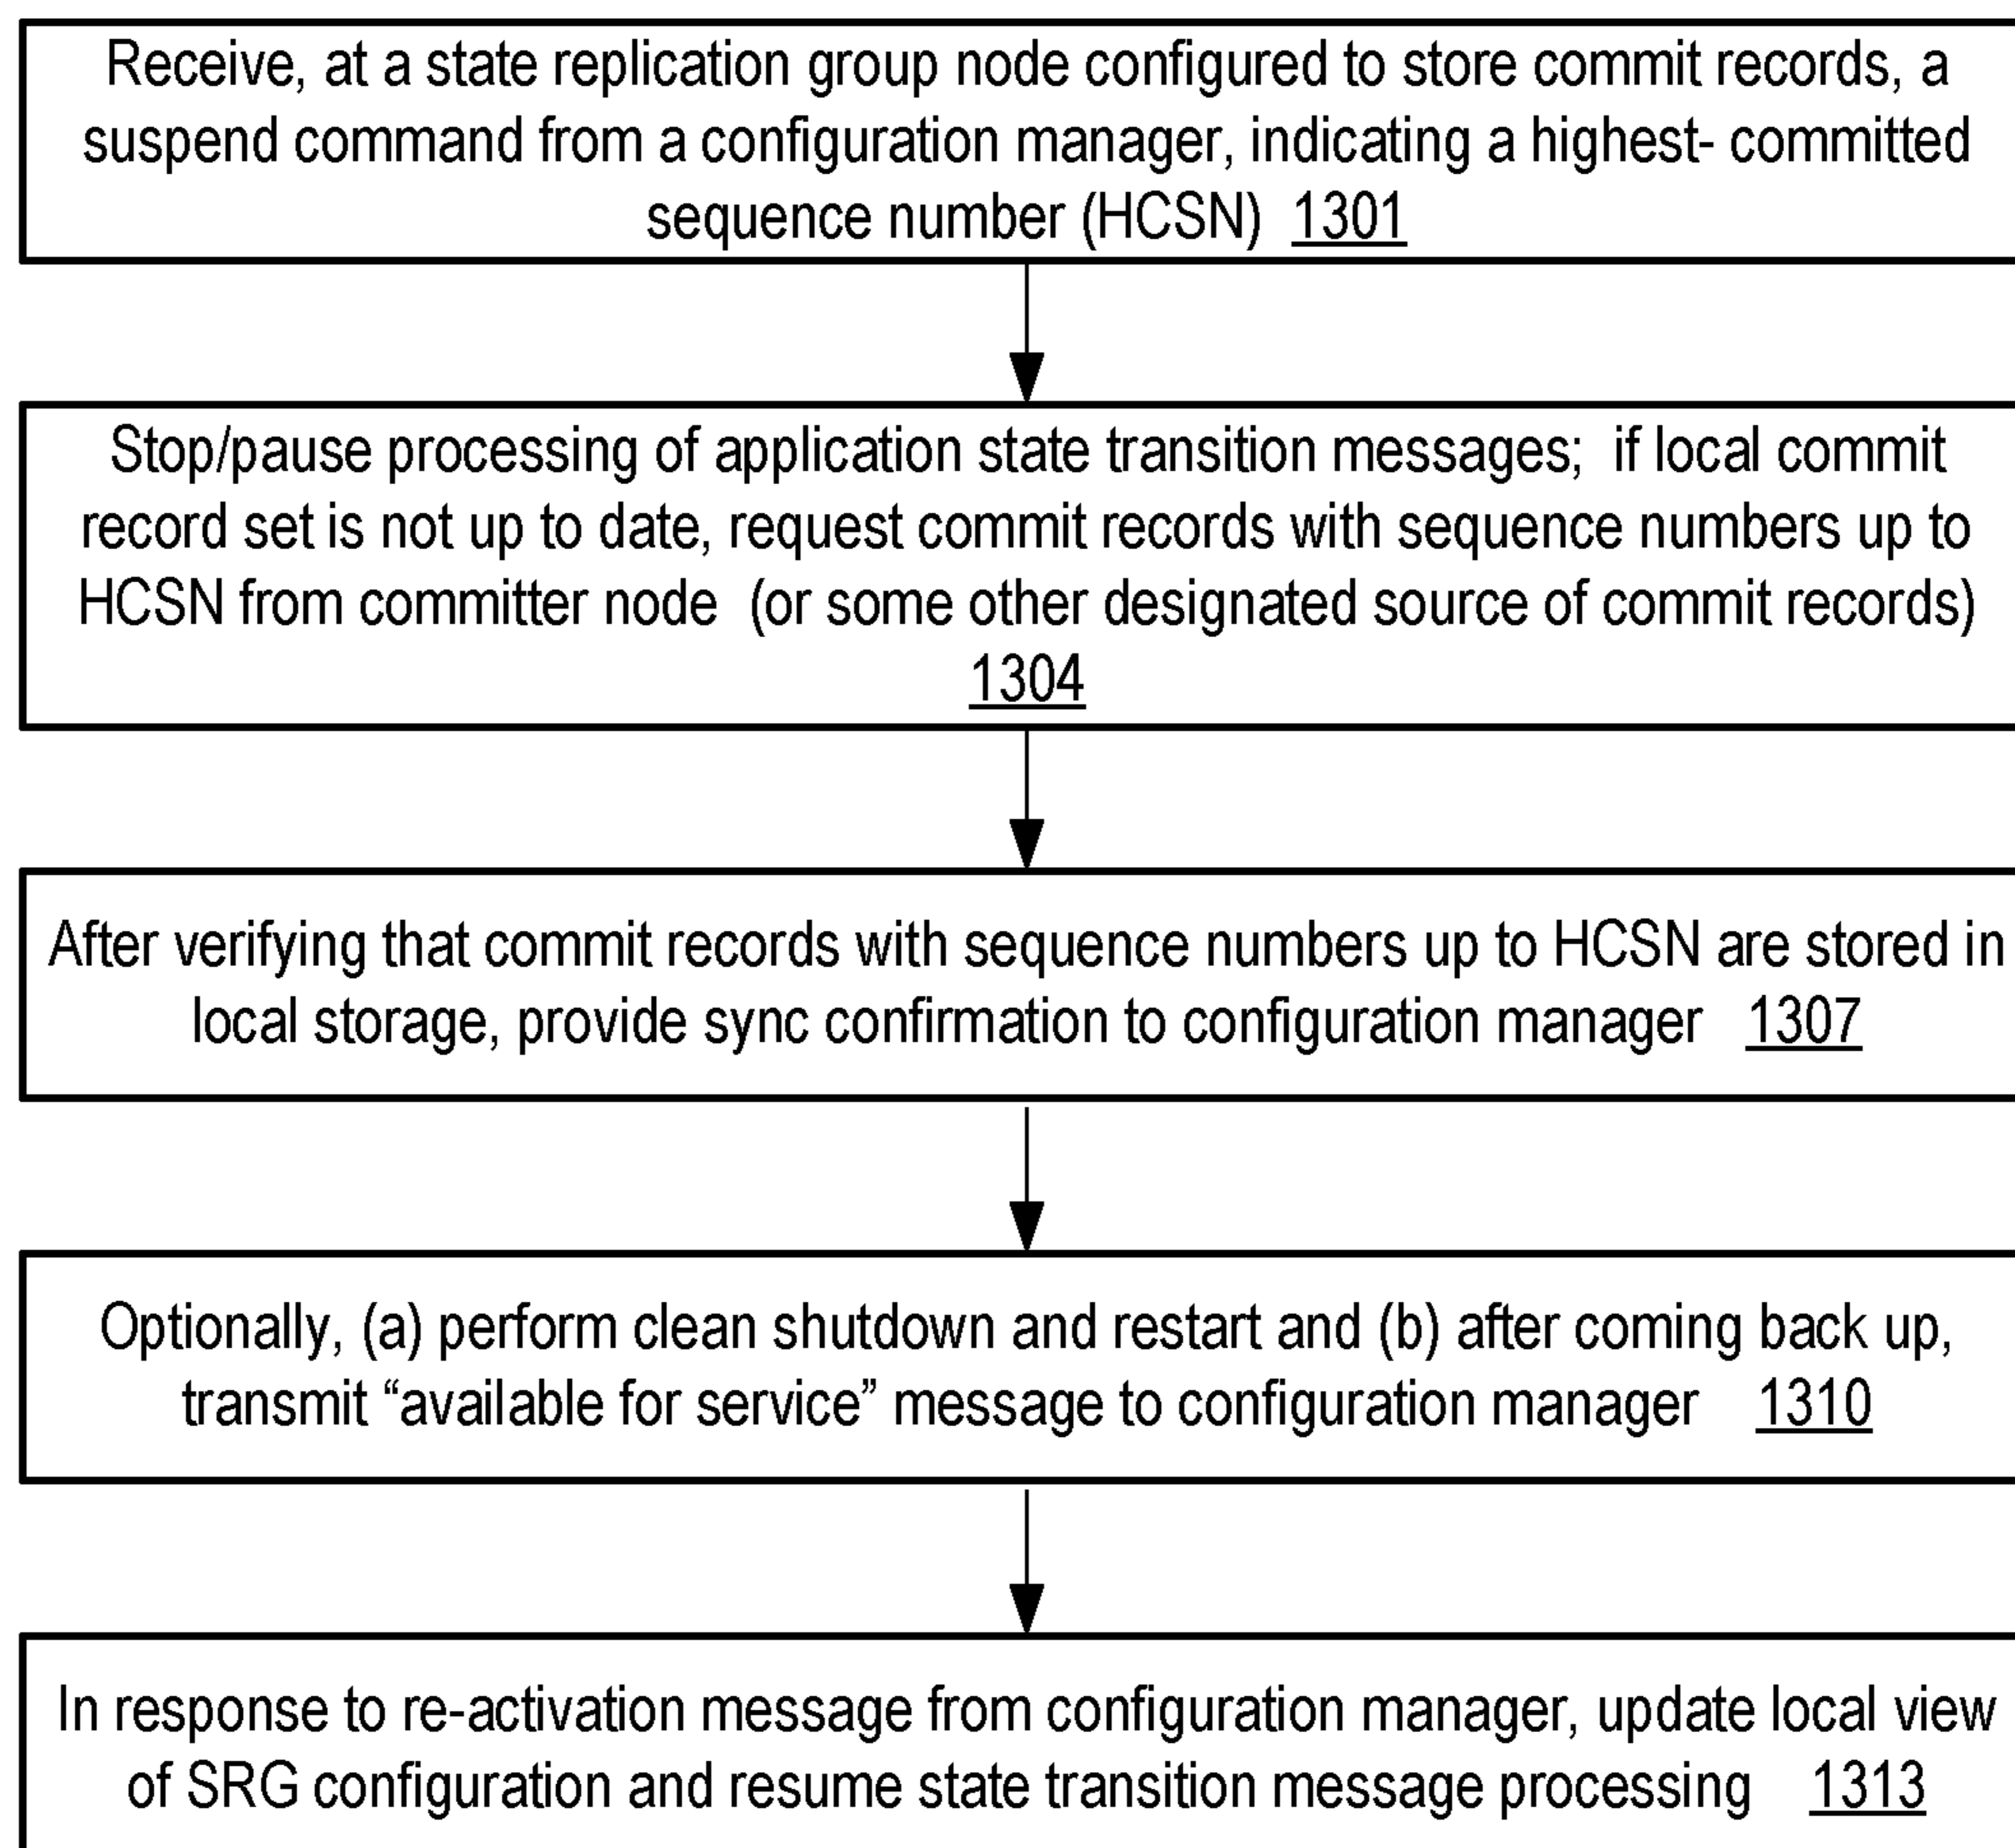 Receive, at a state replication group node configured to store commit records, a
suspend command from a configuration manager, indicating a highest- committed
sequence number (HCSN) 1301
Stop/pause processing of application state transition messages; if local commit
record set is not up to date, request commit records with sequence numbers up to
HCSN from committer node (or some other designated source of commit records)
1304
After verifying that commit records with sequence numbers up to HCSN are stored in
local storage, provide sync confirmation to configuration manager 1307
Optionally, (a) perform clean shutdown and restart and (b) after coming back up,
transmit “available for service” message to configuration manager 1310
In response to re-activation message from configuration manager, update local view
of SRG configuration and resume state transition message processing 1313